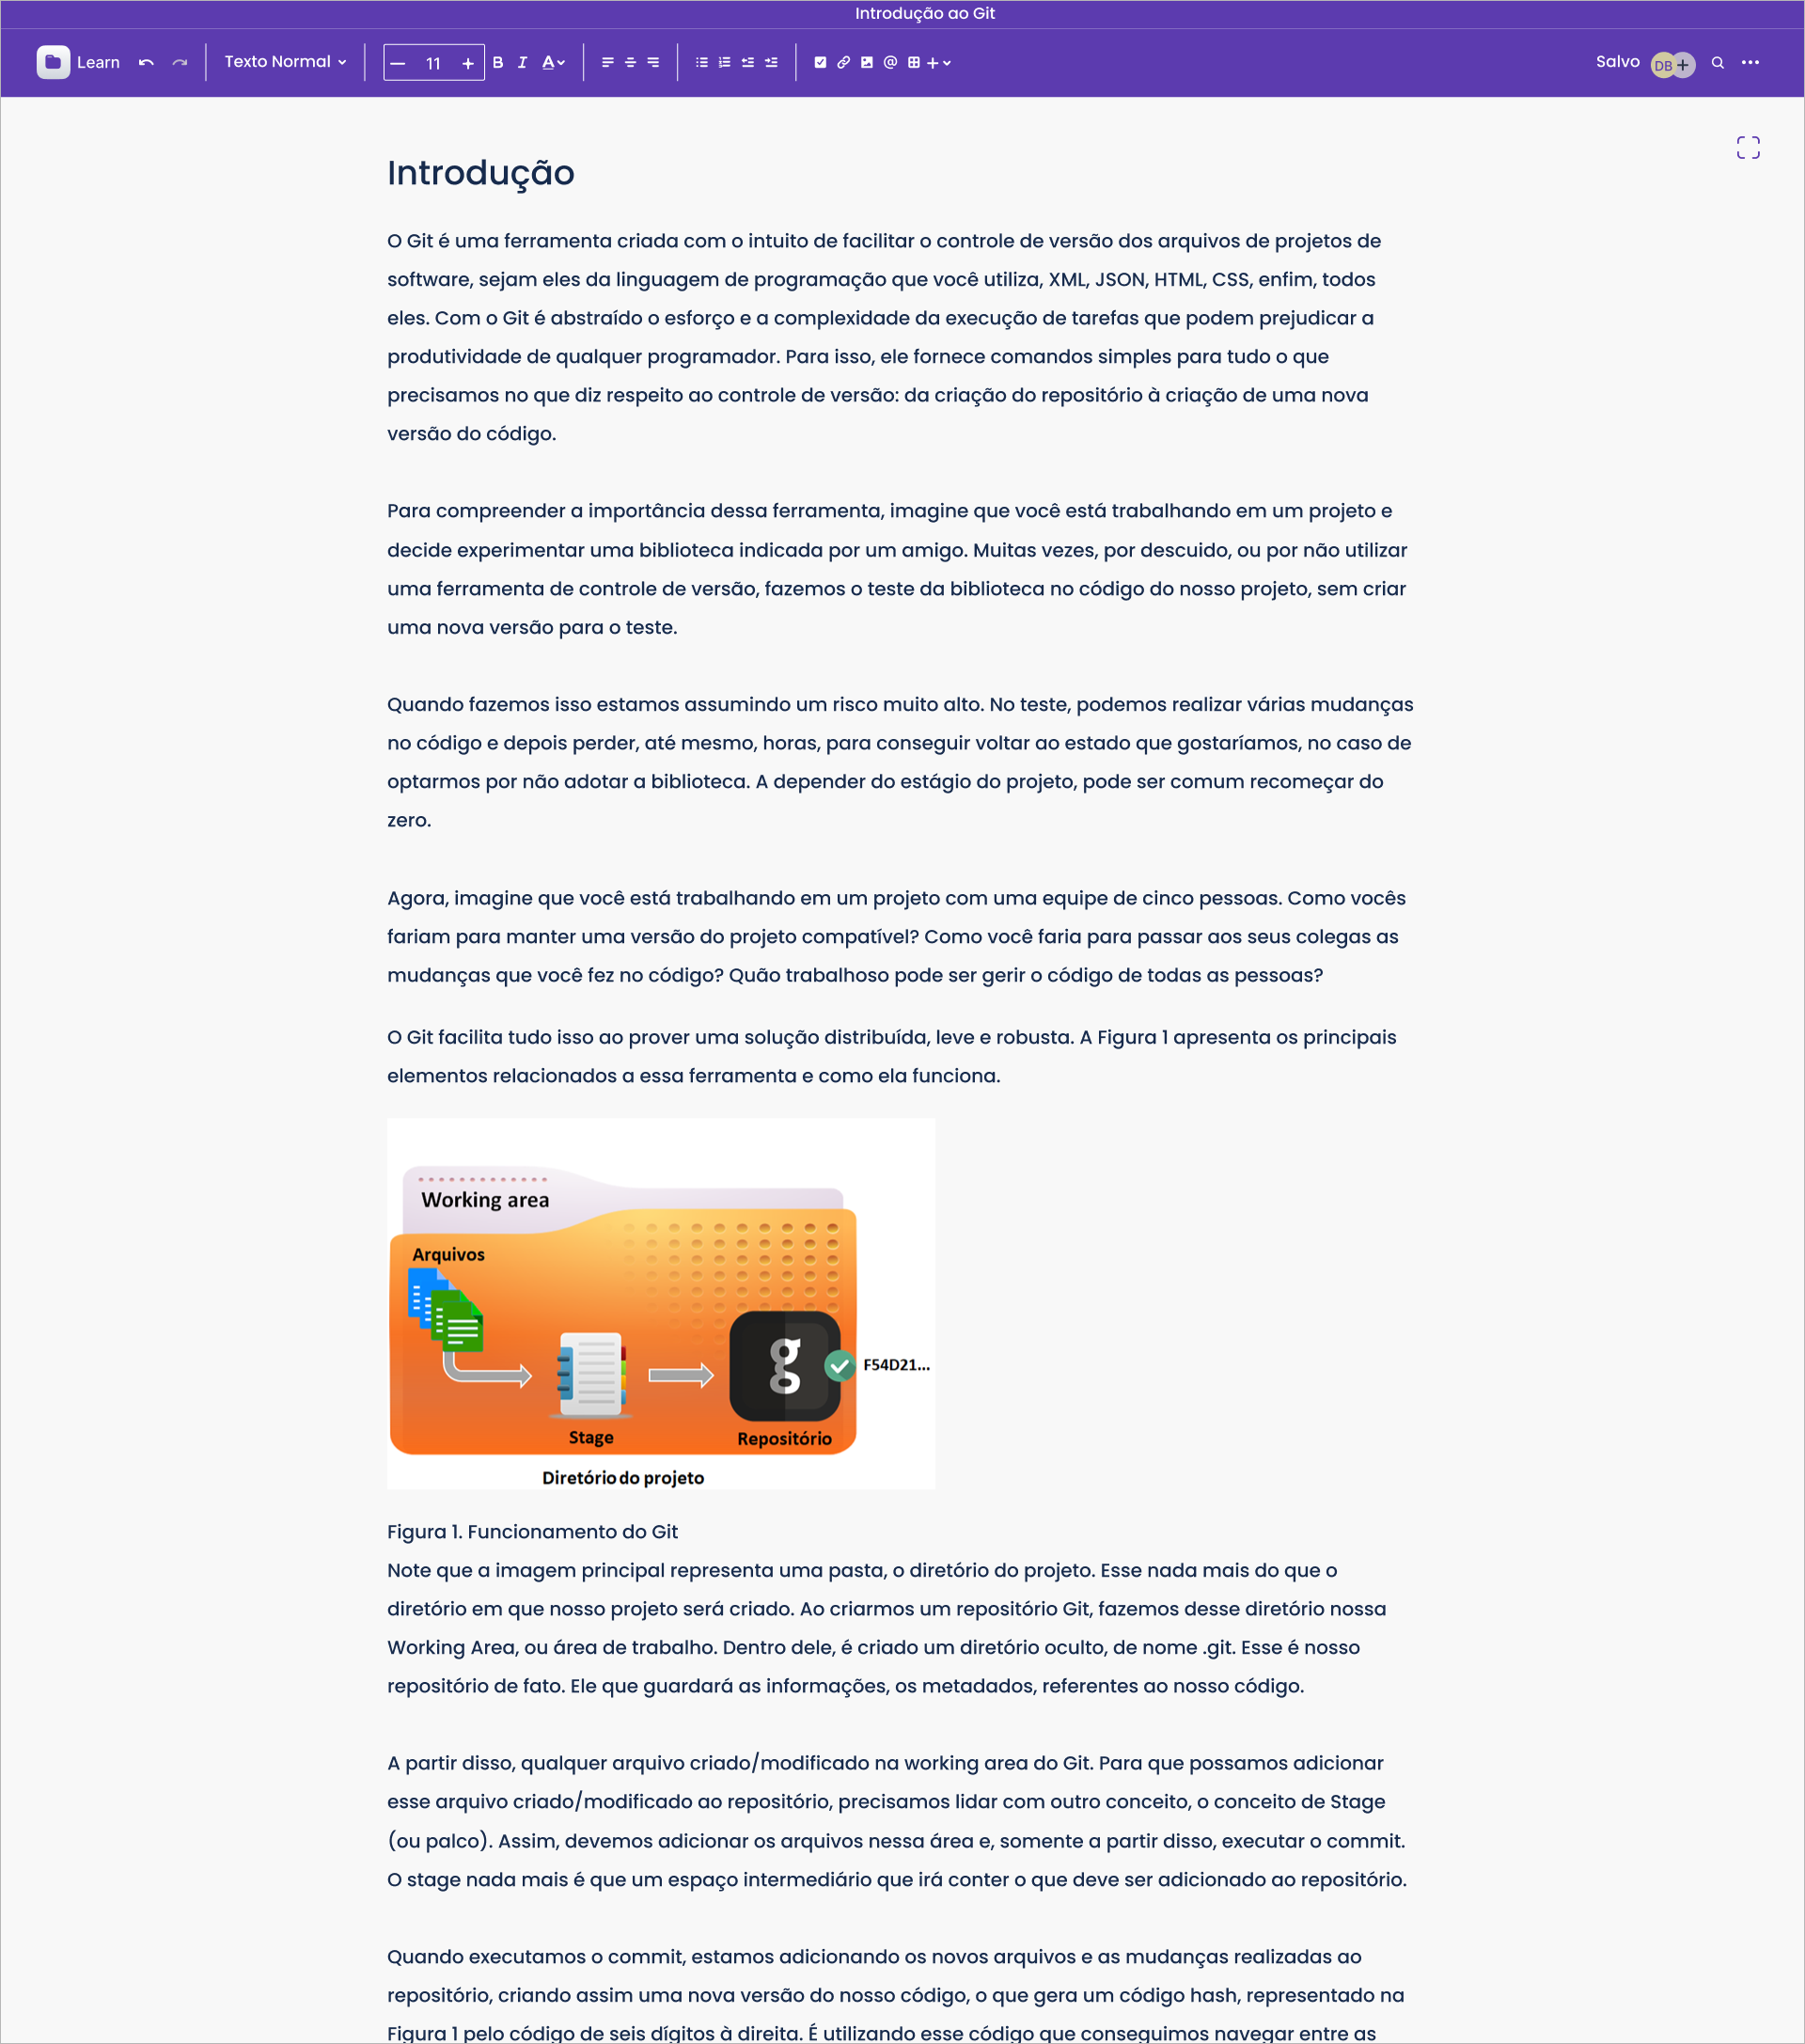 Introdução ao Git
Learn
Texto Normal
11
B
I
A
Salvo
DB
Introdução
O Git é uma ferramenta criada com o intuito de facilitar o controle de versão dos arquivos de projetos de
software, sejam eles da linguagem de programação que você utiliza, XML, JSON, HTML, CSS, enfim, todos
eles. Com o Git é abstraído o esforço e a complexidade da execução de tarefas que podem prejudicar a
produtividade de qualquer programador. Para isso, ele fornece comandos simples para tudo o que
precisamos no que diz respeito ao controle de versão: da criação do repositório à criação de uma nova
versão do código.
Para compreender a importância dessa ferramenta, imagine que você está trabalhando em um projeto e
decide experimentar uma biblioteca indicada por um amigo. Muitas vezes, por descuido, ou por não utilizar
uma ferramenta de controle de versão, fazemos o teste da biblioteca no código do nosso projeto, sem criar
uma nova versão para o teste.
Quando fazemos isso estamos assumindo um risco muito alto. No teste, podemos realizar várias mudanças
no código e depois perder, até mesmo, horas, para conseguir voltar ao estado que gostaríamos, no caso de
optarmos por não adotar a biblioteca. A depender do estágio do projeto, pode ser comum recomeçar do
zero.
Agora, imagine que você está trabalhando em um projeto com uma equipe de cinco pessoas. Como vocês
fariam para manter uma versão do projeto compatível? Como você faria para passar aos seus colegas as
mudanças que você fez no código? Quão trabalhoso pode ser gerir o código de todas as pessoas?
O Git facilita tudo isso ao prover uma solução distribuída, leve e robusta. A Figura 1 apresenta os principais
elementos relacionados a essa ferramenta e como ela funciona.
Working area
Arquivos
g
F54D21...
Stage
Repositório
Diretório do projeto
Figura 1. Funcionamento do Git
Note que a imagem principal representa uma pasta, o diretório do projeto. Esse nada mais do que o
diretório em que nosso projeto será criado. Ao criarmos um repositório Git, fazemos desse diretório nossa
Working Area, ou área de trabalho. Dentro dele, é criado um diretório oculto, de nome .git. Esse é nosso
repositório de fato. Ele que guardará as informações, os metadados, referentes ao nosso código.
A partir disso, qualquer arquivo criado/modificado na working area do Git. Para que possamos adicionar
esse arquivo criado/modificado ao repositório, precisamos lidar com outro conceito, o conceito de Stage
(ou palco). Assim, devemos adicionar os arquivos nessa área e, somente a partir disso, executar o commit.
O stage nada mais é que um espaço intermediário que irá conter o que deve ser adicionado ao repositório.
Quando executamos o commit, estamos adicionando os novos arquivos e as mudanças realizadas ao
repositório, criando assim uma nova versão do nosso código, o que gera um código hash, representado na
Figura 1 pelo código de seis dígitos à direita. É utilizando esse código que conseguimos navegar entre as